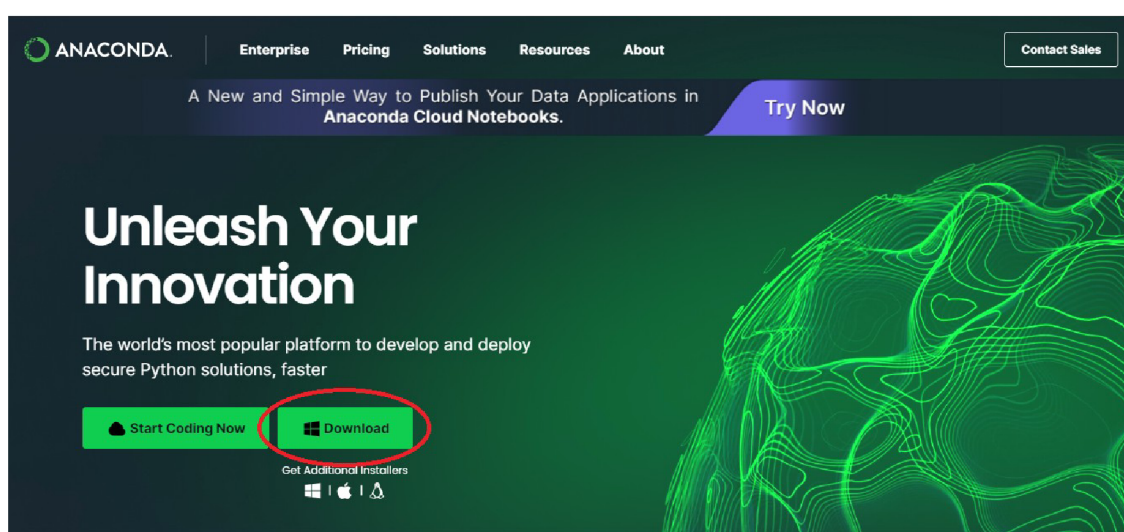 ANACONDA.
Enterprise Pricing Solutions Resources About
Contact Sales
A New and Simple Way to Publish Your Data Applications in
Anaconda Cloud Notebooks.
Try Now
Unleash Your
Innovation
The world's most popular platform to develop and deploy
secure Python solutions, faster
Start Coding Now
Download
Get Additional Installers